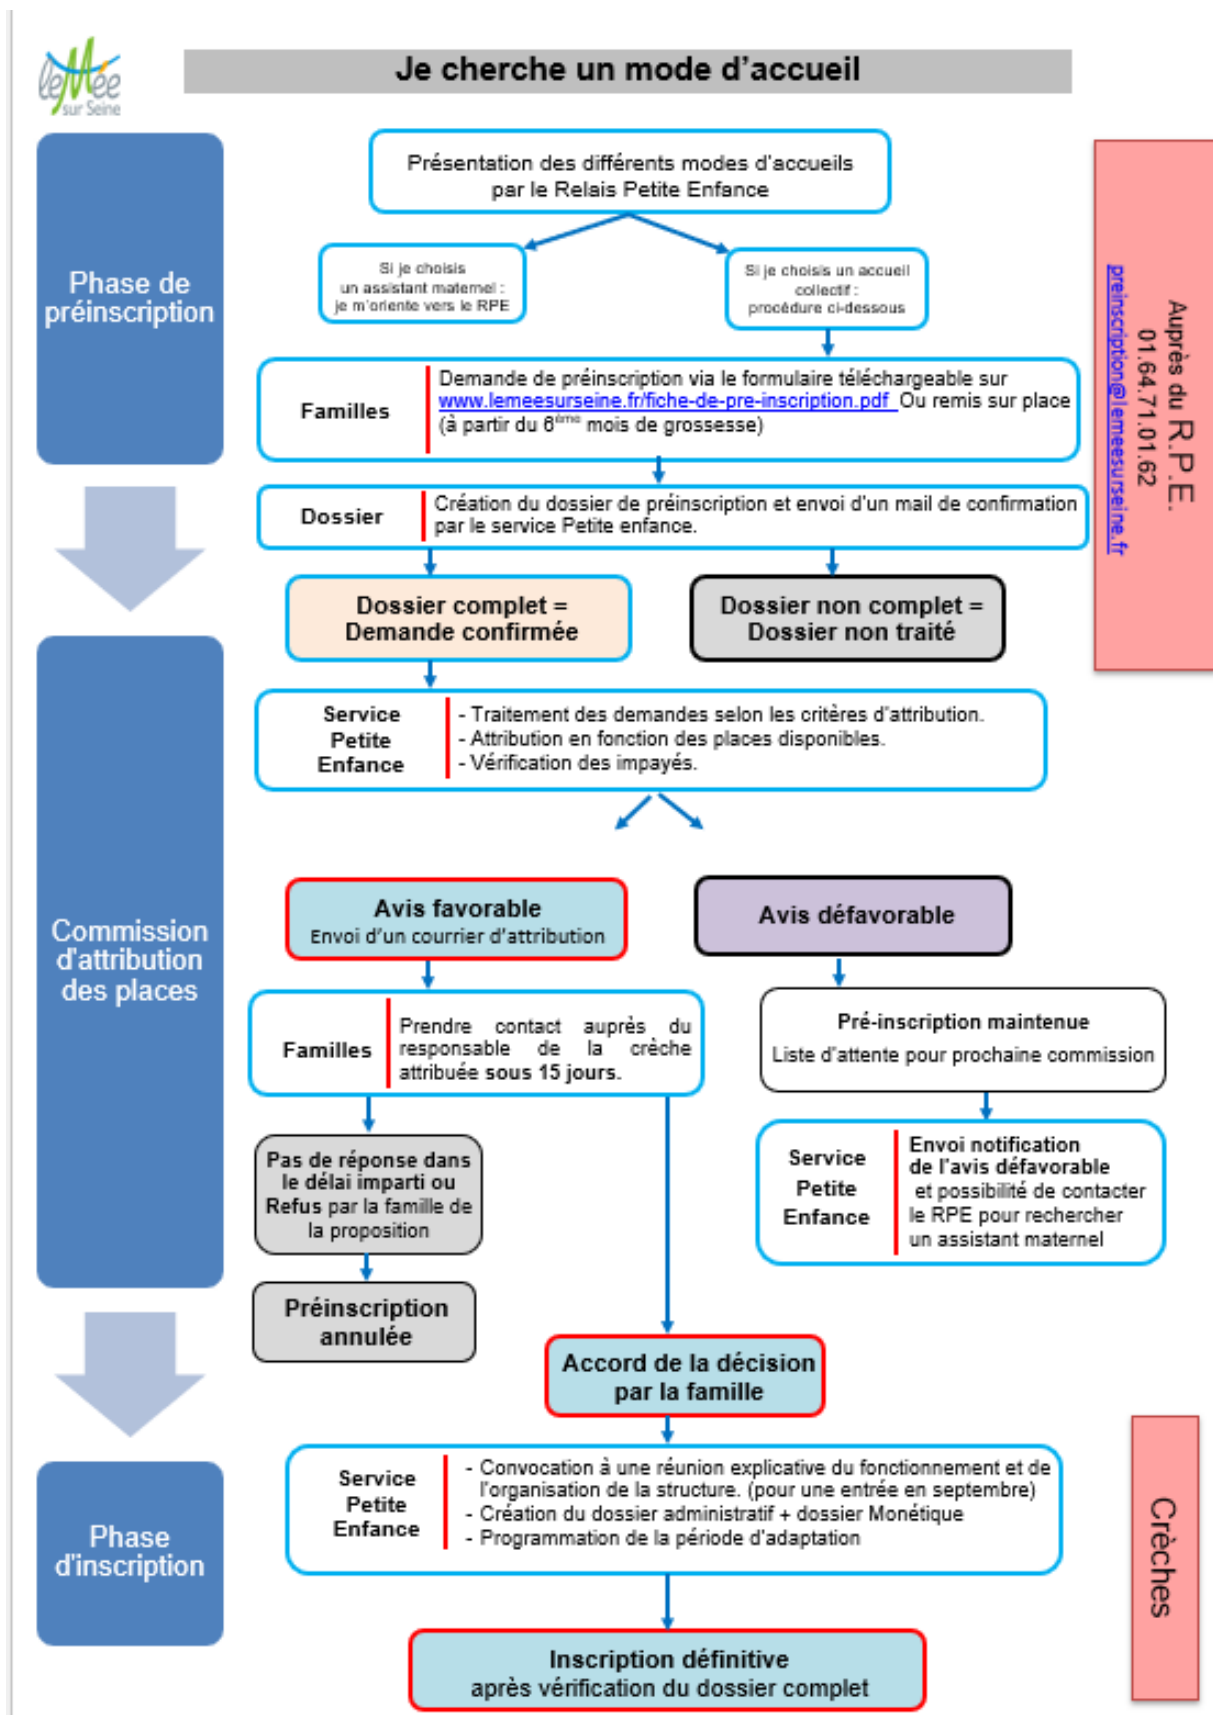 leMée
sur Seine
Je cherche un mode d'accueil
Phase de
préinscription
Présentation des différents modes d'accueils
par le Relais Petite Enfance
Si je choisis
un assistant maternel :
je m'oriente vers le RPE
Si je choisis un accueil
collectif :
procédure ci-dessous
Auprès du R.P.E.
01.64.71.01.62
preinscription@lemeesurseine.fr
Familles
Demande de préinscription via le formulaire téléchargeable sur
www.lemeesurseine.fr/fiche-de-pre-inscription.pdf Ou remis sur place
(à partir du 6ème mois de grossesse)
Dossier
Création du dossier de préinscription et envoi d'un mail de confirmation
par le service Petite enfance.
Dossier complet =
Demande confirmée
Dossier non complet =
Dossier non traité
Commission
d'attribution
des places
Service
Petite
Enfance
- Traitement des demandes selon les critères d'attribution.
- Attribution en fonction des places disponibles.
- Vérification des impayés.
Avis favorable
Envoi d'un courrier d'attribution
Avis défavorable
Familles
Prendre contact auprès du
responsable de la crèche
attribuée sous 15 jours.
Pré-inscription maintenue
Liste d'attente pour prochaine commission
Pas de réponse dans
le délai imparti ou
Refus par la famille de
la proposition
Service
Petite
Enfance
Envoi notification
de l'avis défavorable
et possibilité de contacter
le RPE pour rechercher
un assistant maternel
Préinscription
annulée
Accord de la décision
par la famille
Phase
d'inscription
Service
Petite
Enfance
- Convocation à une réunion explicative du fonctionnement et de
l'organisation de la structure. (pour une entrée en septembre)
- Création du dossier administratif + dossier Monétique
- Programmation de la période d'adaptation
Crèches
Inscription définitive
après vérification du dossier complet